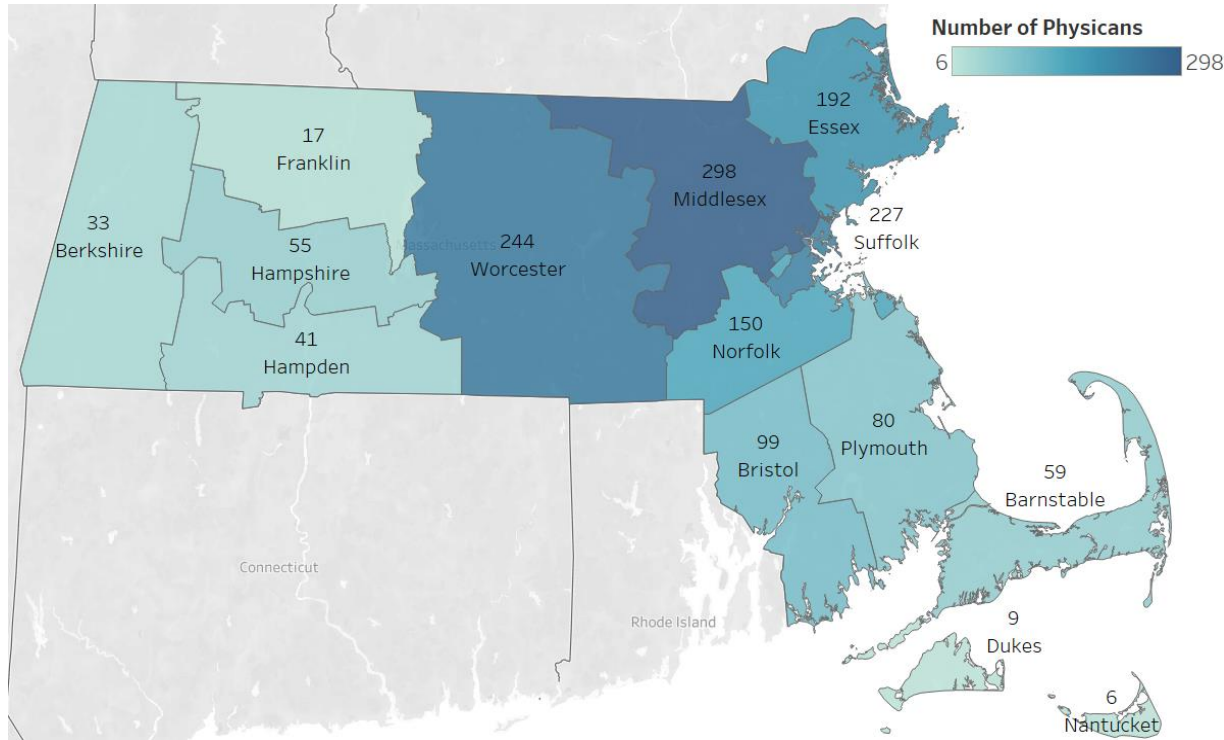 Number of Physicans
6 298
192
Essex
17
Franklin
298
Middlesex
33
Berkshire
227
Suffolk
55
Hampshire
Massachusetts
244
Worcester
150
Norfolk
41
Hampden
99
Bristol
80
Plymouth
59
Barnstable
Connecticut
Rhode Island
9
Dukes
6
Nantucket